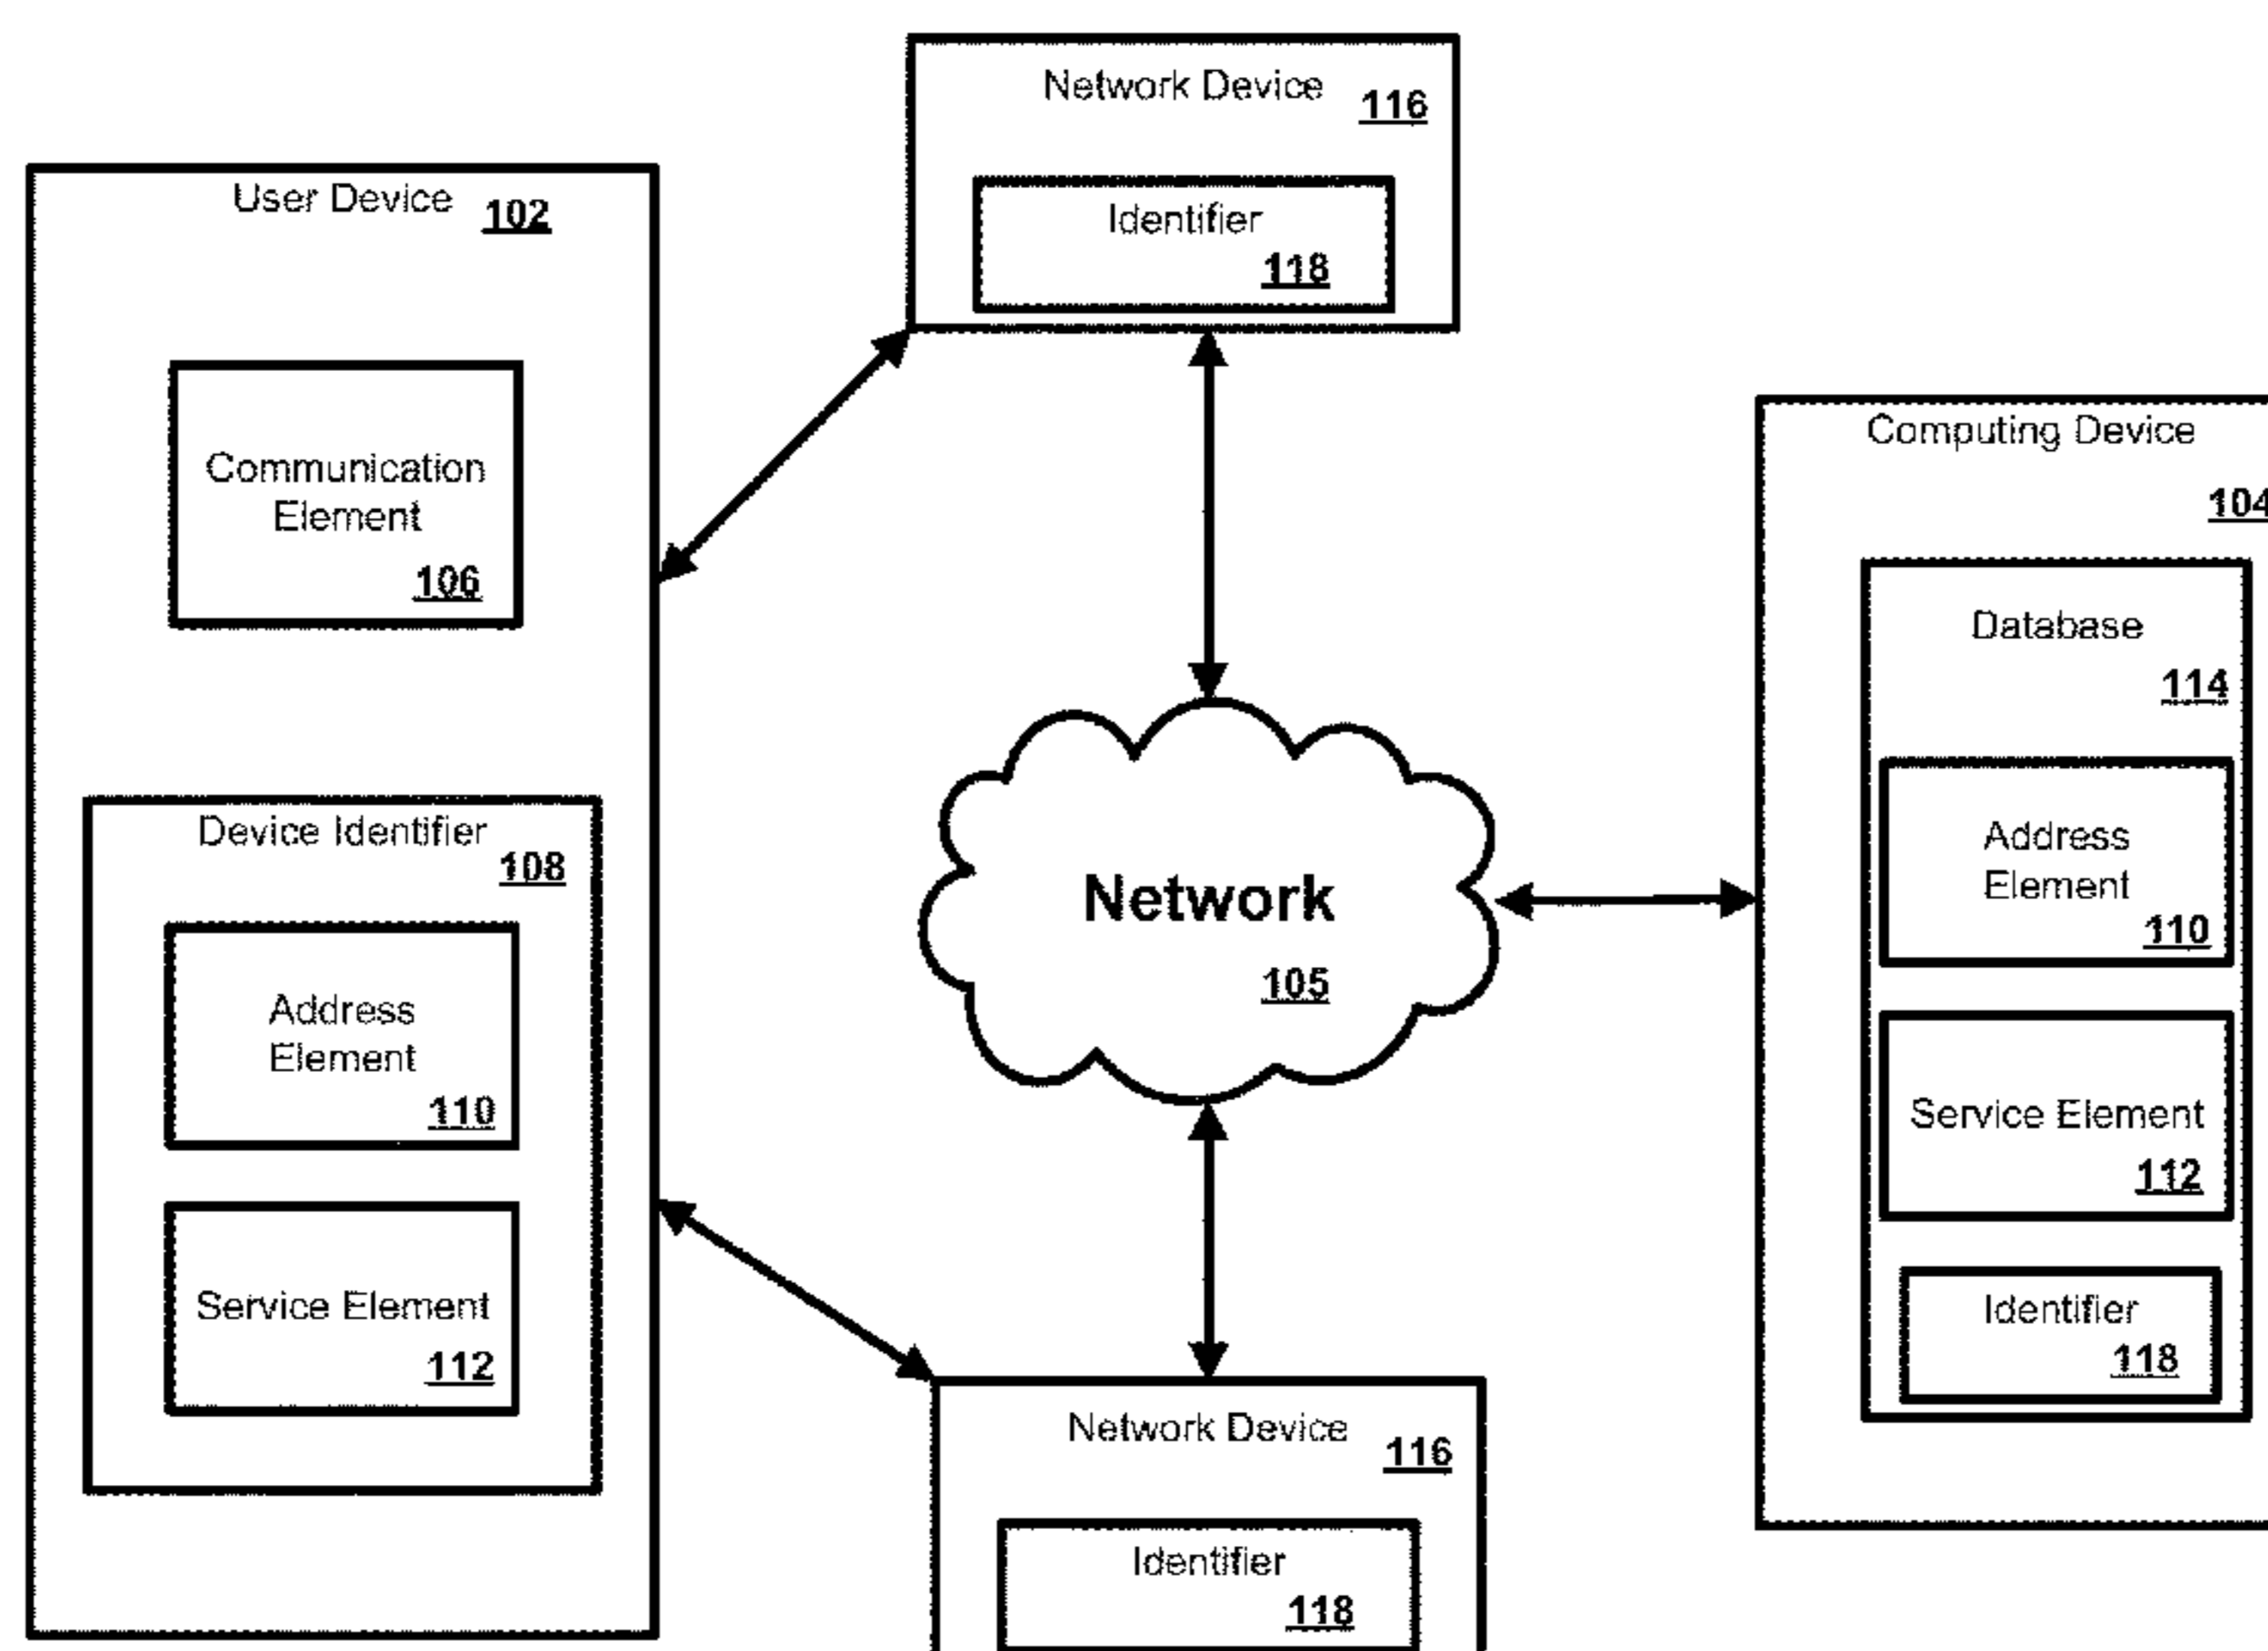 User Device 102
Communication
Element
106
Device Identifier
108
Address
Element
110
Service Element
112
Network Device 116
Identifier
118
Network
105
Network Device 116
Identifier
118
Computing Device
104
Database
114
Address
Element
110
Service Element
112
Identifier
118